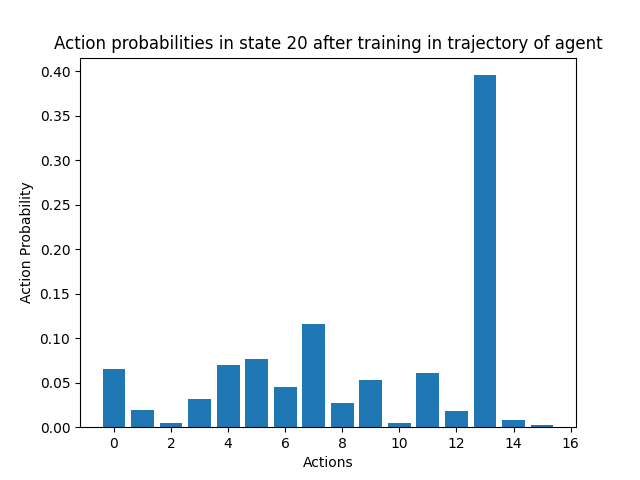 Action probabilities in state 20 after training in trajectory of agent
0.40
0.35
0.30
0.25
0.20
0.15
0.10
0.05
0.00
Action Probability
0 2 4 6 8 10 12 14 16
Actions